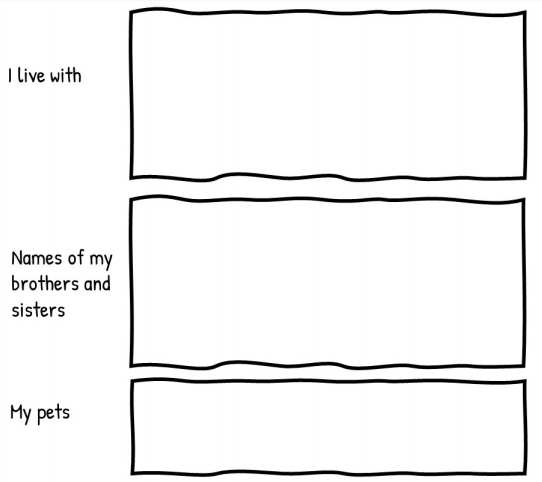 I live with
Names of my
brothers and
sisters
My pets